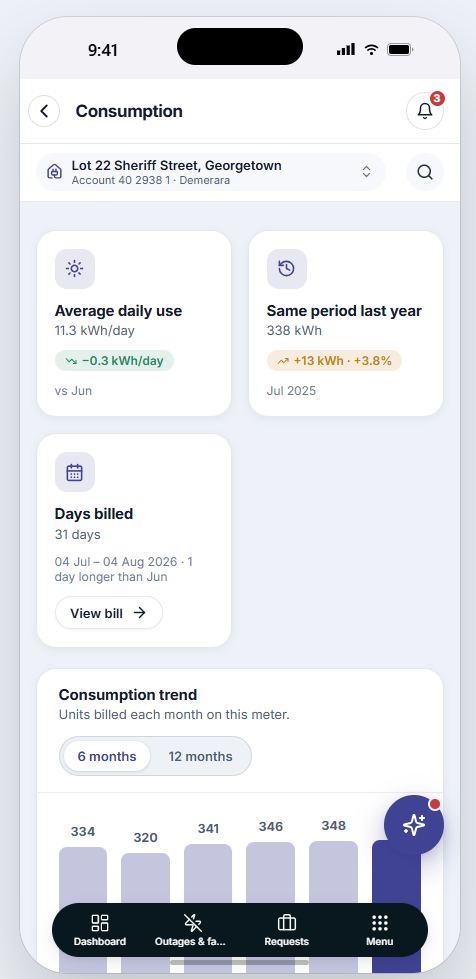 9:41
Consumption
3
Lot 22 Sheriff Street, Georgetown
Account 40 2938 1 · Demerara
Average daily use
11.3 kWh/day
−0.3 kWh/day
vs Jun
Same period last year
338 kWh
+13 kWh · +3.8%
Jul 2025
Days billed
31 days
04 Jul – 04 Aug 2026 · 1
day longer than Jun
View bill
Consumption trend
Units billed each month on this meter.
6 months
12 months
334
320
341
346
348
Dashboard
Outages & fa...
Requests
Menu